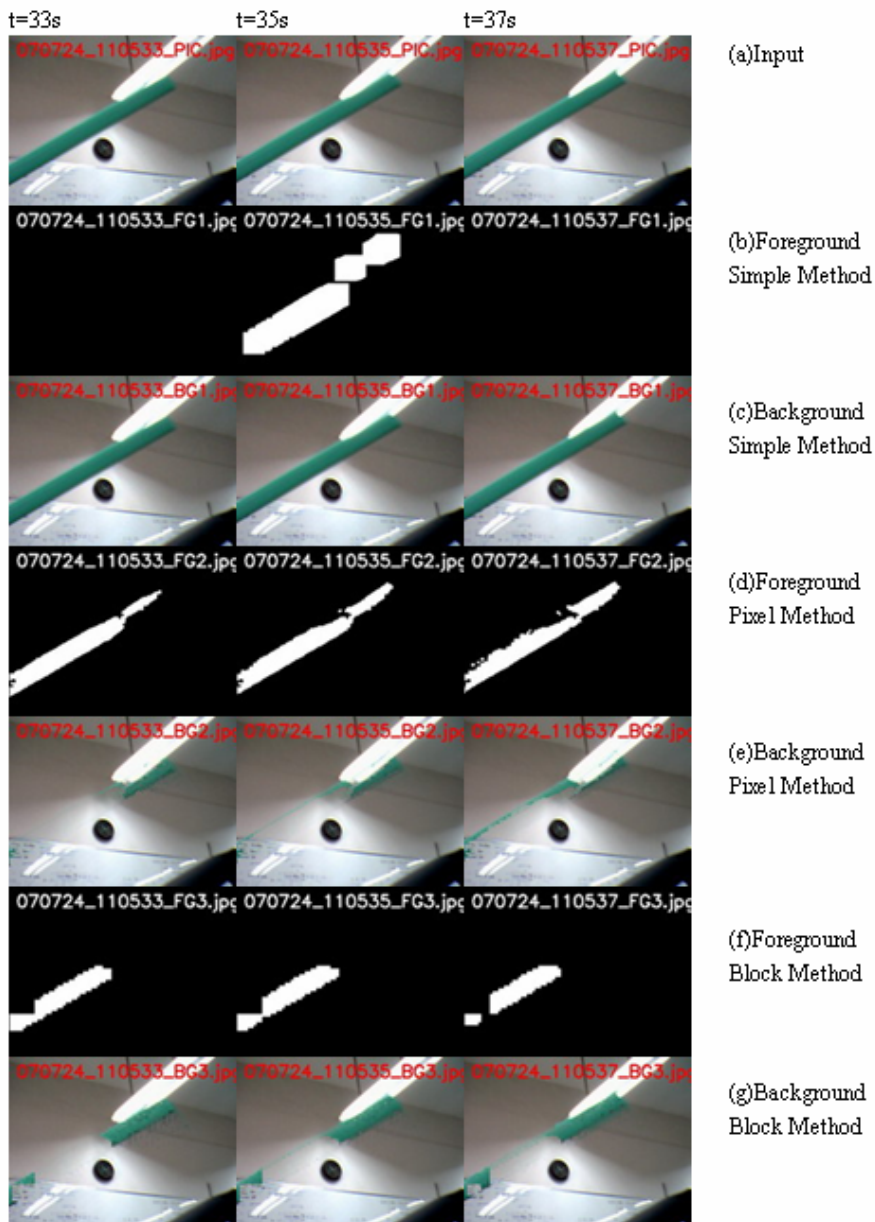 t=33s t=35s t=37s
070724_110533_PIC.jpg 070724_110535_PIC.jpg 070724_110537_PIC.jpg
(a)Input
070724_110533_FG1.jpg 070724_110535_FG1.jpg 070724_110537_FG1.jpg
(b)Foreground
Simple Method
070724_110533_BG1.jpg 070724_110535_BG1.jpg 070724_110537_BG1.jpg
(c)Background
Simple Method
070724_110533_FG2.jpg 070724_110535_FG2.jpg 070724_110537_FG2.jpg
(d)Foreground
Pixel Method
070724_110533_BG2.jpg 070724_110535_BG2.jpg 070724_110537_BG2.jpg
(e)Background
Pixel Method
070724_110533_FG3.jpg 070724_110535_FG3.jpg 070724_110537_FG3.jpg
(f)Foreground
Block Method
070724_110533_BG3.jpg 070724_110535_BG3.jpg 070724_110537_BG3.jpg
(g)Background
Block Method